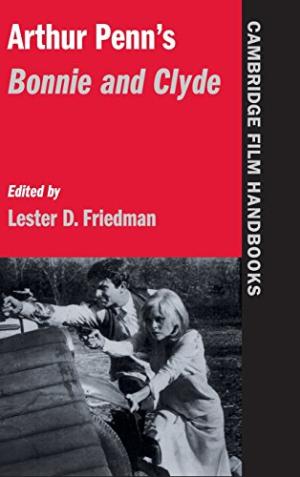 Arthur Penn's
Bonnie and Clyde
Edited by
Lester D. Friedman
CAMBRIDGE FILM HANDBOOKS